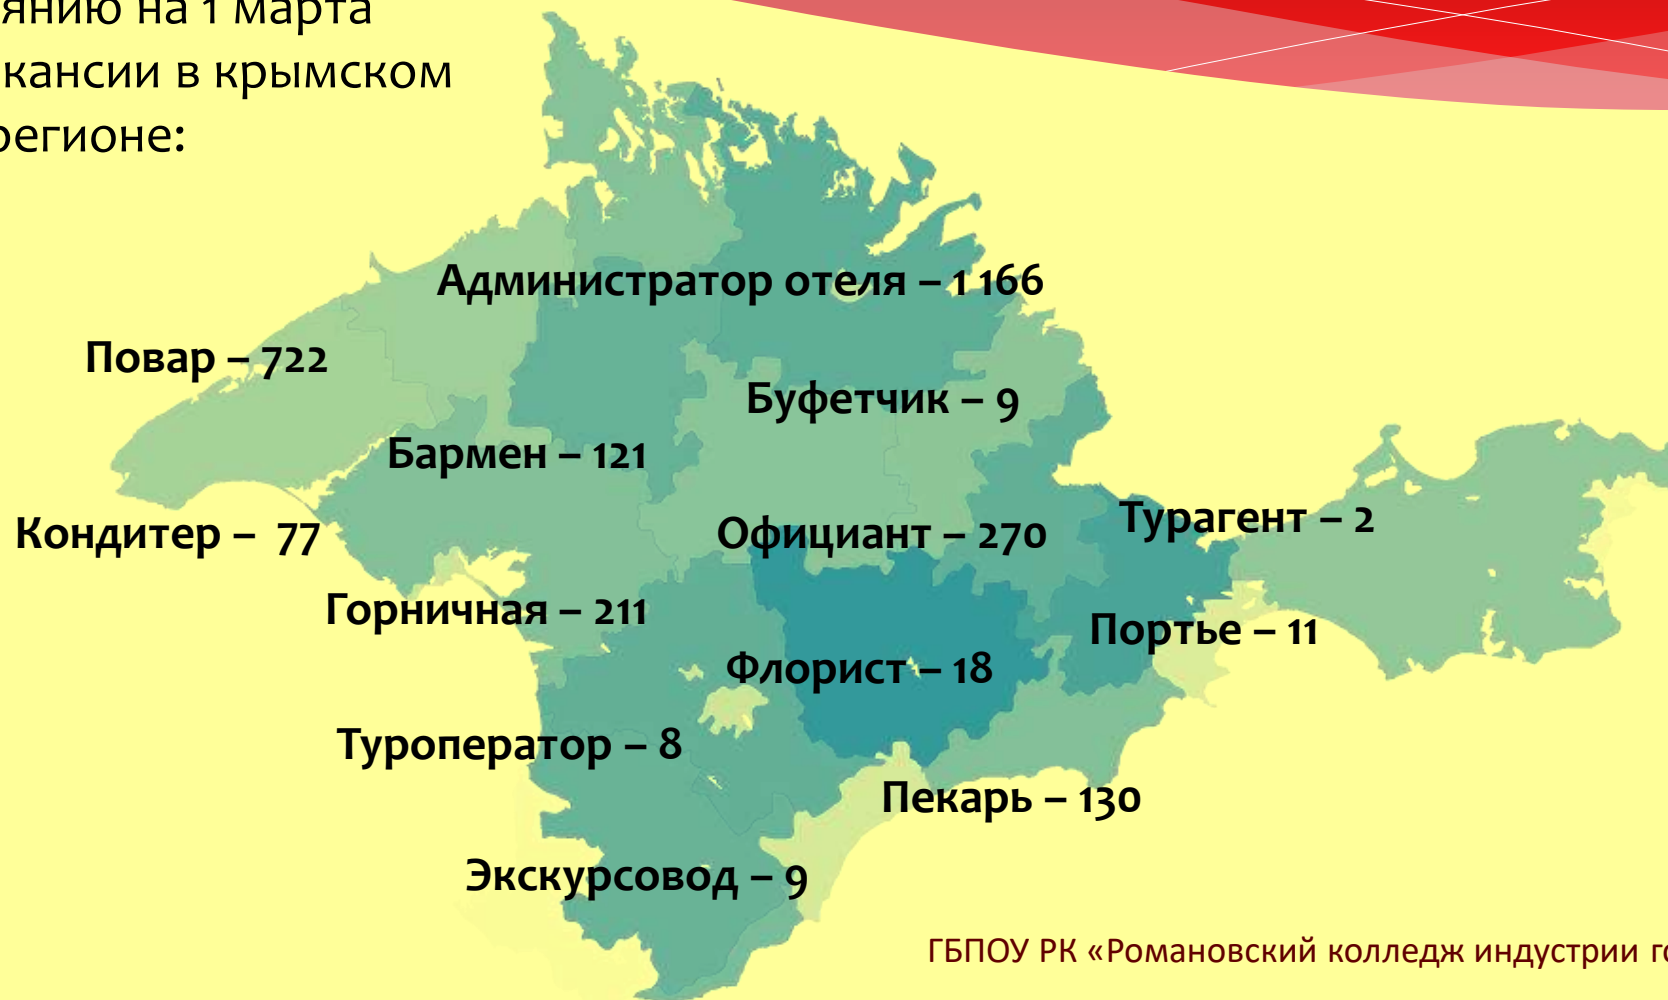 янию на 1 марта
кансии в крымском
регионе:
Администратор отеля – 1 166
Повар – 722
Буфетчик – 9
Бармен – 121
Турагент – 2
Кондитер – 77
Официант – 270
Горничная – 211
Портье – 11
Флорист – 18
Туроператор – 8
Пекарь – 130
Экскурсовод – 9
ГБПОУ РК «Романовский колледж индустрии го